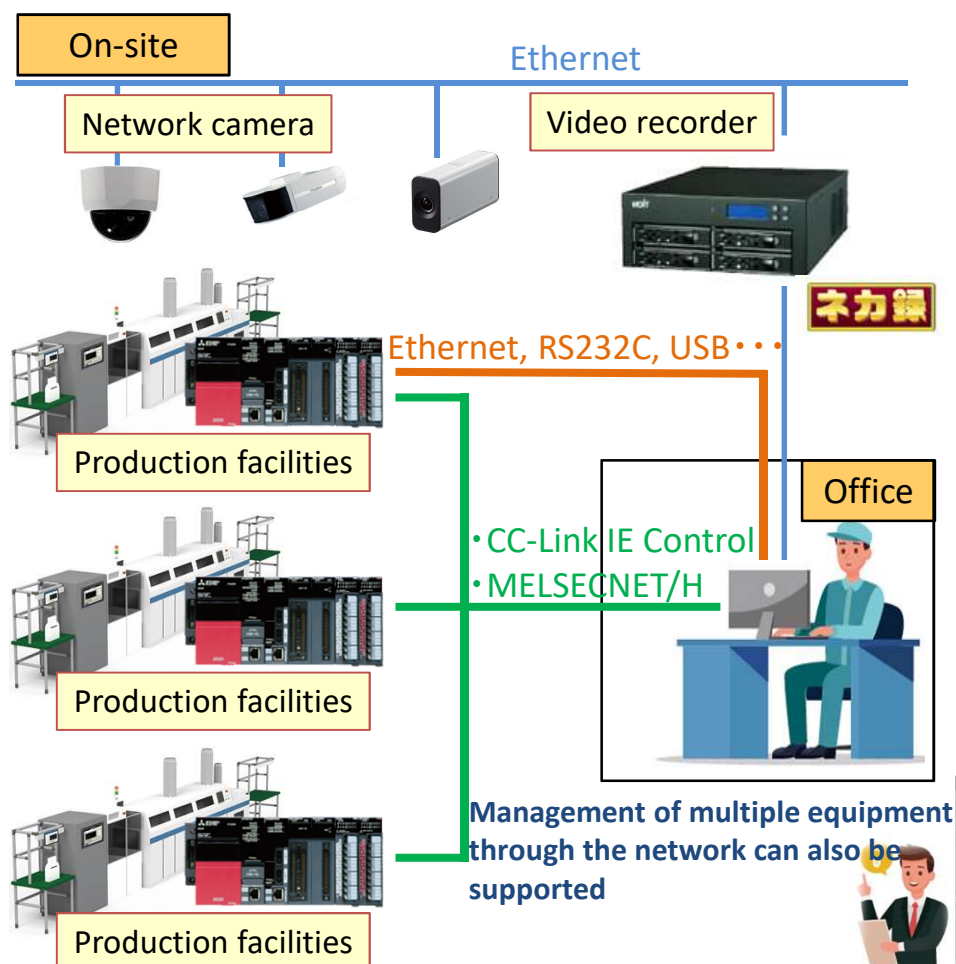 On-site
Ethernet
Network camera
Video recorder
ネカ録
Ethernet, RS232C, USB・・・
Production facilities
Office
・CC-Link IE Control
・MELSECNET/H
Production facilities
Management of multiple equipment
through the network can also be
supported
Production facilities